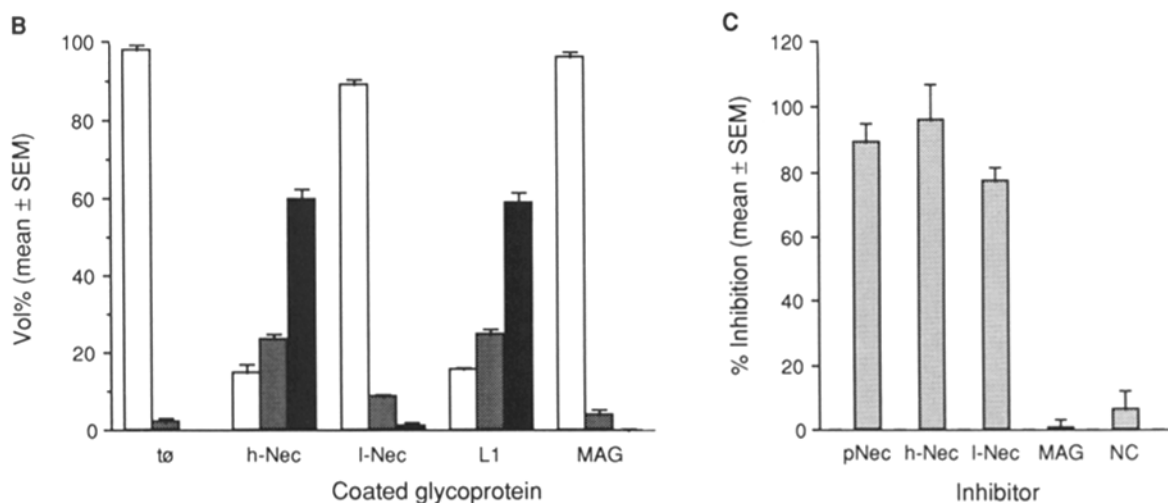 B
Vol% (mean ± SEM)
100
80
60
40
20
0
tø
h-Nec
l-Nec
L1
MAG
Coated glycoprotein
C
% Inhibition (mean ± SEM)
120
100
80
60
40
20
0
pNec
h-Nec
l-Nec
MAG
NC
Inhibitor